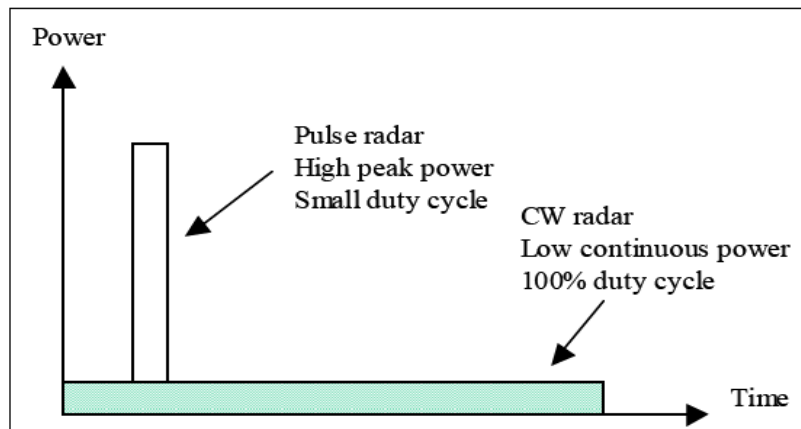 Power
Pulse radar
High peak power
Small duty cycle
CW radar
Low continuous power
100% duty cycle
Time